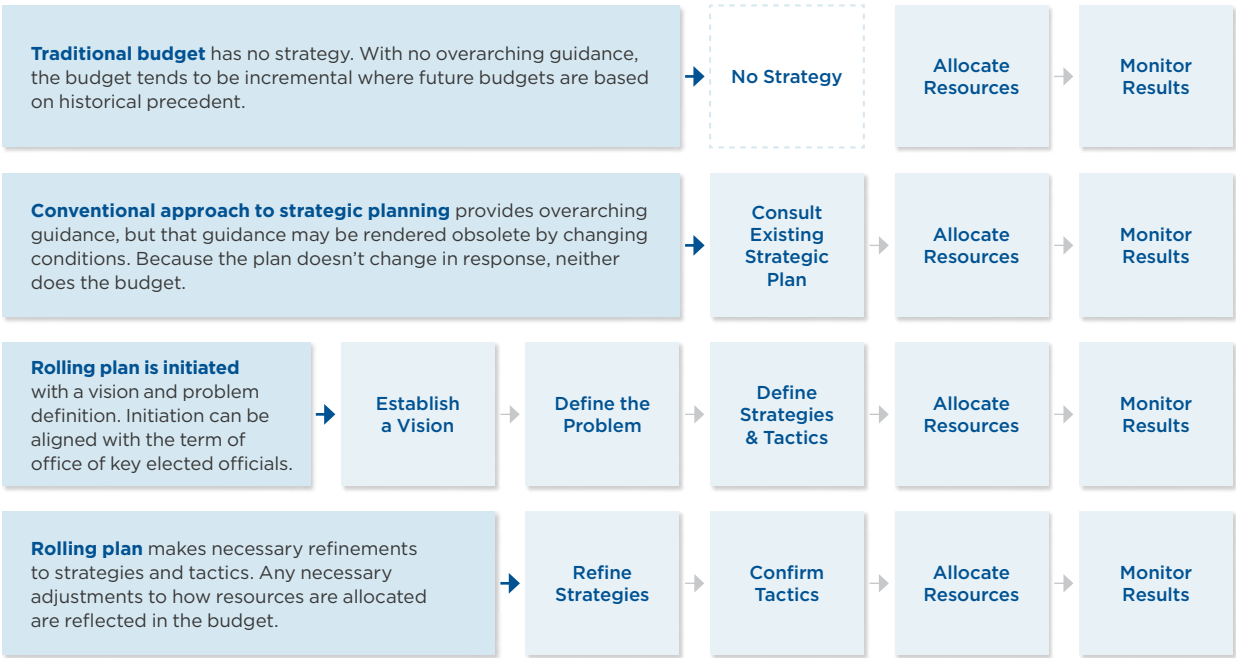 Traditional budget has no strategy. With no overarching guidance,
the budget tends to be incremental where future budgets are based
on historical precedent.
No Strategy
Allocate
Resources
Monitor
Results
Conventional approach to strategic planning provides overarching
guidance, but that guidance may be rendered obsolete by changing
conditions. Because the plan doesn’t change in response, neither
does the budget.
Consult
Existing
Strategic
Plan
Allocate
Resources
Monitor
Results
Rolling plan is initiated
with a vision and problem
definition. Initiation can be
aligned with the term of
office of key elected officials.
Establish
a Vision
Define the
Problem
Define
Strategies
& Tactics
Allocate
Resources
Monitor
Results
Rolling plan makes necessary refinements
to strategies and tactics. Any necessary
adjustments to how resources are allocated
are reflected in the budget.
Refine
Strategies
Confirm
Tactics
Allocate
Resources
Monitor
Results